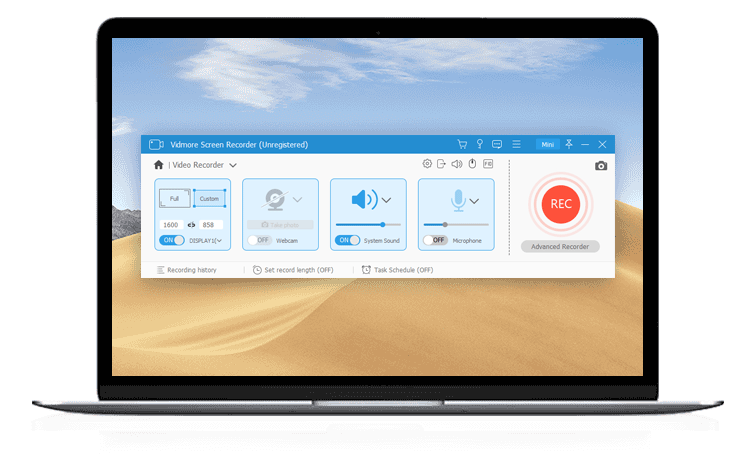 Vidmore Screen Recorder (Unregistered)
Mini
Video Recorder
Full
Custom
1600
858
ON DISPLAY1(
Take photo
OFF Webcam
ON System Sound
OFF Microphone
REC
Advanced Recorder
Recording hatory
Set record length (OFF)
Task Schedule (OFF)